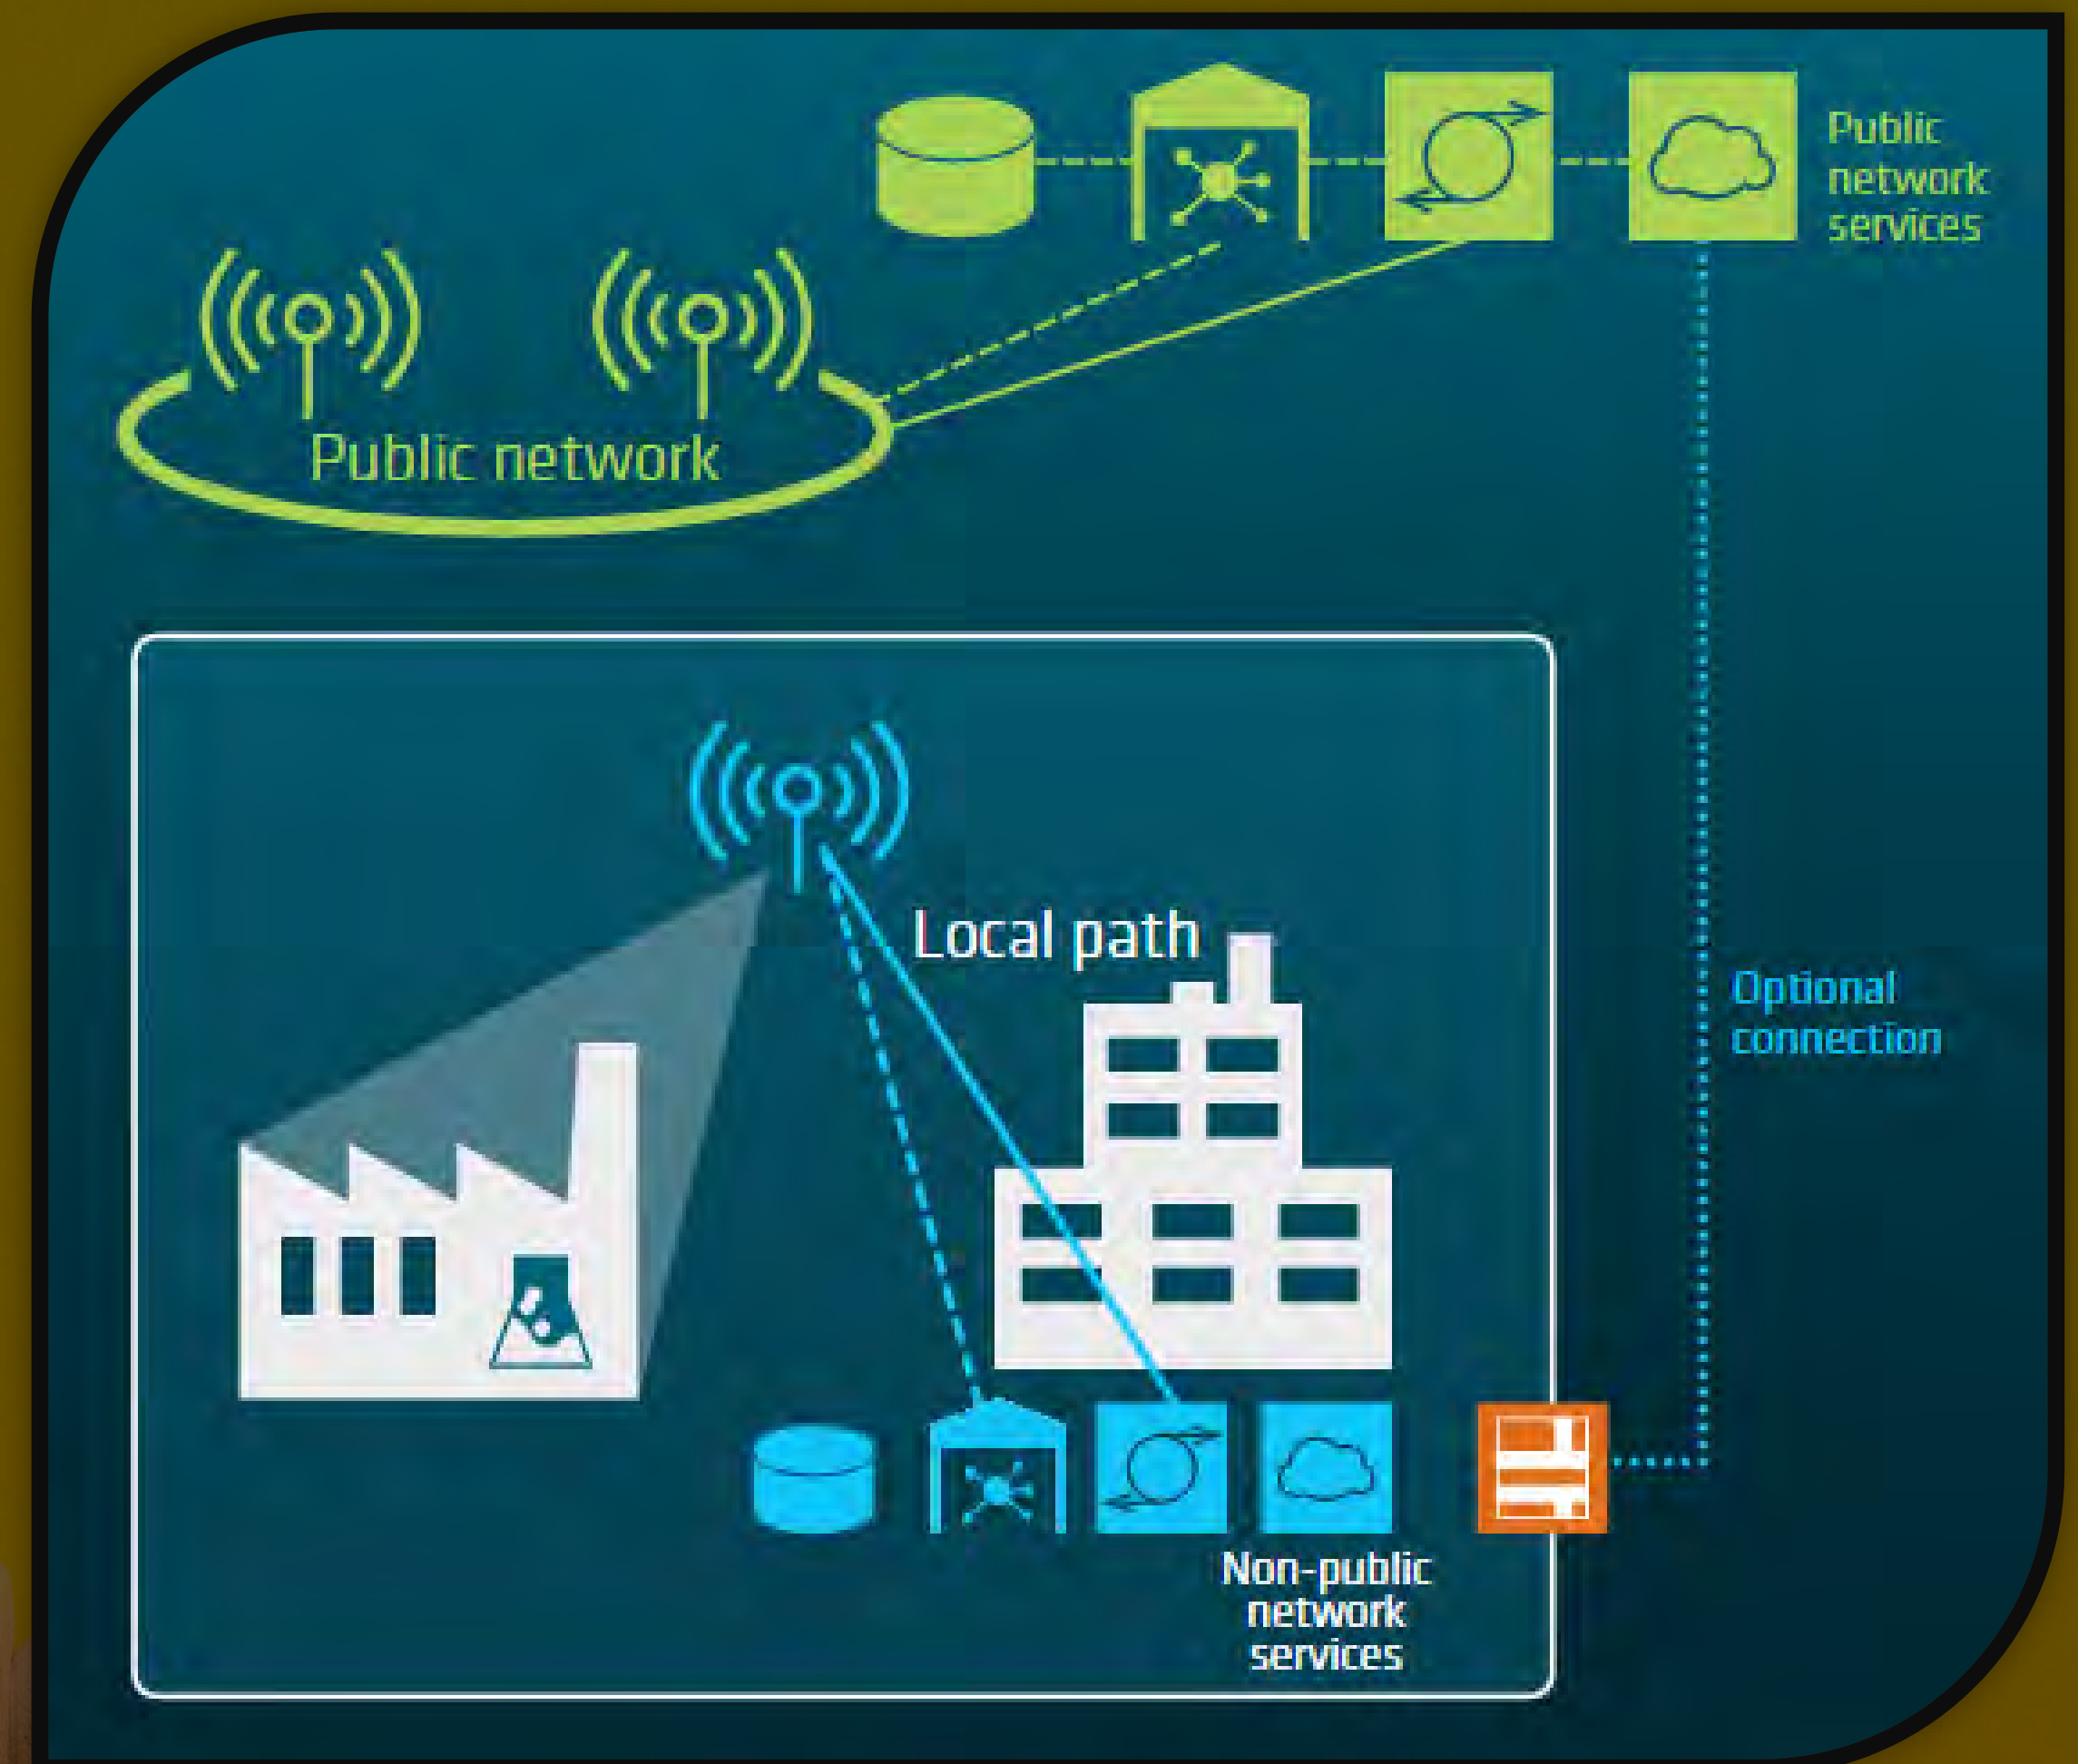 Public
network
services
Public network
Local path
Optional
connection
Non-public
network
services